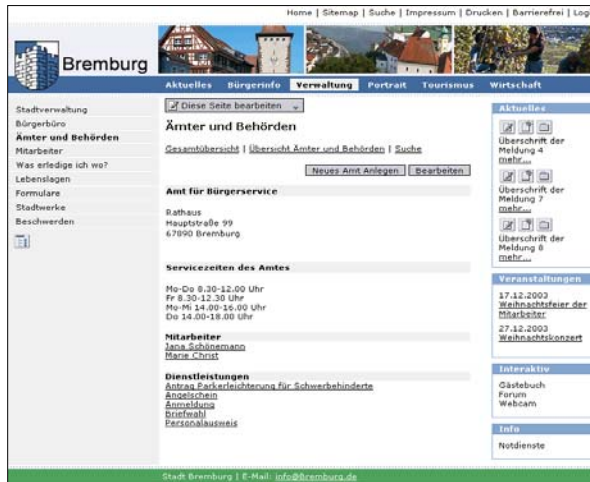 Home | Sitemap | Suche | Impressum | Drucken | Barrierefrei | Logi
Bremburg
Aktuelles Bürgerinfo Verwaltung Portrait Tourismus Wirtschaft
Stadtverwaltung
Bürgerbüro
Ämter und Behörden
Mitarbeiter
Was erledige ich wo?
Lebenslagen
Formulare
Stadtwerke
Beschwerden
Diese Seite bearbeiten
Ämter und Behörden
Gesamtübersicht | Übersicht Ämter und Behörden | Suche
Neues Amt Anlegen Bearbeiten
Amt für Bürgerservice
Rathaus
Hauptstraße 99
67890 Bremburg
Servicezeiten des Amtes
Mo-Do 8.30-12.00 Uhr
Fr 8.30-12.30 Uhr
Mo-Mi 14.00-16.00 Uhr
Do 14.00-18.00 Uhr
Mitarbeiter
Jana Schönemann
Marie Christ
Dienstleistungen
Antrag Parkerleichterung für Schwerbehinderte
Angelschein
Anmeldung
Briefwahl
Personalausweis
Aktuelles
Überschrift der
Meldung 4
mehr...
Überschrift der
Meldung 7
mehr...
Überschrift der
Meldung 8
mehr...
Veranstaltungen
17.12.2003
Weihnachtsfeier der
Mitarbeiter
27.12.2003
Weihnachtskonzert
Interaktiv
Gästebuch
Forum
Webcam
Info
Notdienste
Stadt Bremburg | E-Mail: info@Bremburg.de